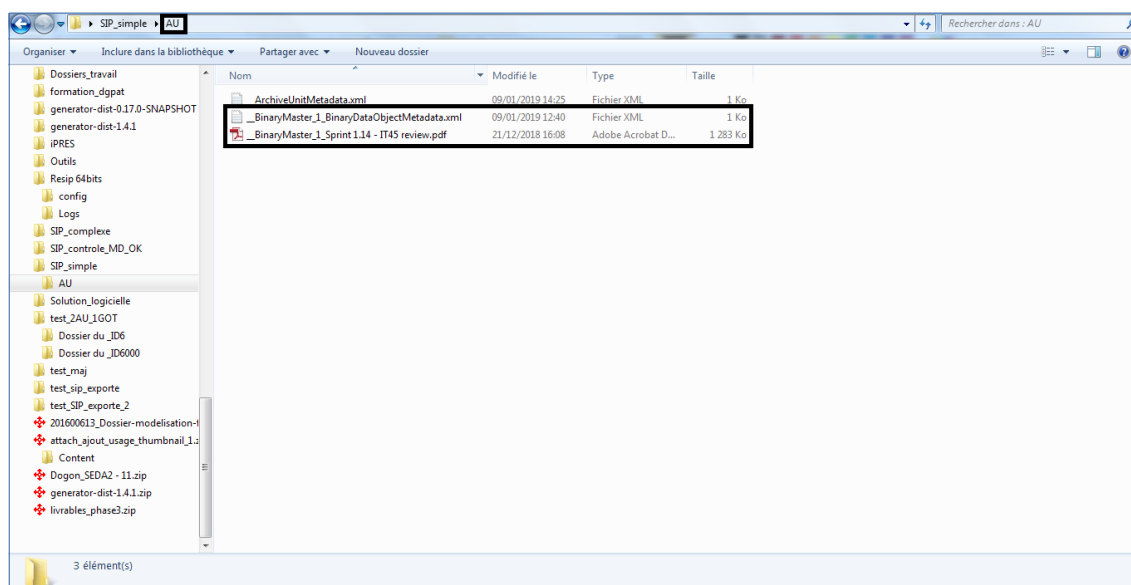 SIP_simple ▸ AU
Rechercher dans : AU
Organiser ▾ Inclure dans la bibliothèque ▾ Partager avec ▾ Nouveau dossier
Dossiers_travail
formation_dgpat
generator-dist-0.17.0-SNAPSHOT
generator-dist-1.4.1
iPRES
Outils
Resip 64bits
config
Logs
SIP_complexe
SIP_controle_MD_OK
SIP_simple
AU
Solution_logicielle
test_2AU_1GOT
Dossier du _ID6
Dossier du _ID6000
test_maj
test_sip_exporte
test_SIP_exporte_2
201600613_Dossier-modelisation-
attach_ajout_usage_thumbnail_1.z
Content
Dogon_SEDA2 - 11.zip
generator-dist-1.4.1.zip
livrables_phase3.zip
Nom Modifié le Type Taille
__ArchiveUnitMetadata.xml 09/01/2019 14:25 Fichier XML 1 Ko
__BinaryMaster_1_BinaryDataObjectMetadata.xml 09/01/2019 12:40 Fichier XML 1 Ko
__BinaryMaster_1_Sprint 1.14 - IT45 review.pdf 21/12/2018 16:08 Adobe Acrobat D... 1 283 Ko
3 élément(s)